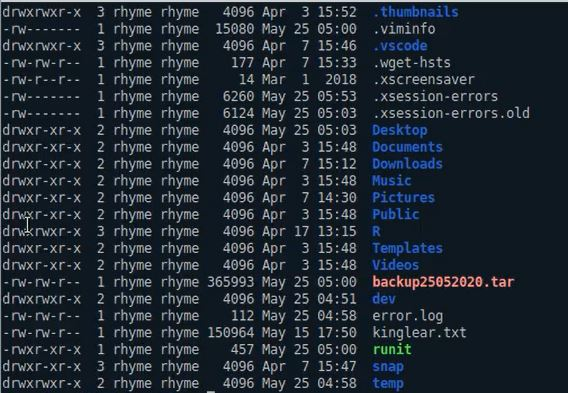 drwxrwxr-x  3 rhyme rhyme   4096 Apr  3 15:52 .thumbnails
-rw-------  1 rhyme rhyme  15080 May 25 05:00 .viminfo
drwxrwxr-x  3 rhyme rhyme   4096 Apr  7 15:46 .vscode
-rw-rw-r--  1 rhyme rhyme    177 Apr  7 15:33 .wget-hsts
-rw-r--r--  1 rhyme rhyme     14 Mar  1  2018 .xscreensaver
-rw-------  1 rhyme rhyme   6260 May 25 05:53 .xsession-errors
-rw-------  1 rhyme rhyme   6124 May 25 05:03 .xsession-errors.old
drwxr-xr-x  2 rhyme rhyme   4096 May 25 05:03 Desktop
drwxr-xr-x  2 rhyme rhyme   4096 Apr  3 15:48 Documents
drwxr-xr-x  2 rhyme rhyme   4096 Apr  7 15:12 Downloads
drwxr-xr-x  2 rhyme rhyme   4096 Apr  3 15:48 Music
drwxr-xr-x  2 rhyme rhyme   4096 Apr  7 14:30 Pictures
drwxr-xr-x  2 rhyme rhyme   4096 Apr  3 15:48 Public
drwxrwxr-x  3 rhyme rhyme   4096 Apr 17 13:15 R
drwxr-xr-x  2 rhyme rhyme   4096 Apr  3 15:48 Templates
drwxr-xr-x  2 rhyme rhyme   4096 Apr  3 15:48 Videos
-rw-rw-r--  1 rhyme rhyme 365993 May 25 05:00 backup25052020.tar
drwxrwxr-x  2 rhyme rhyme   4096 May 25 04:51 dev
-rw-rw-r--  1 rhyme rhyme    112 May 25 04:58 error.log
-rw-rw-r--  1 rhyme rhyme 150964 May 15 17:50 kinglear.txt
-rwxr-xr-x  1 rhyme rhyme    457 May 25 05:00 runit
drwxr-xr-x  3 rhyme rhyme   4096 Apr  7 15:47 snap
drwxrwxr-x  2 rhyme rhyme   4096 May 25 04:58 temp